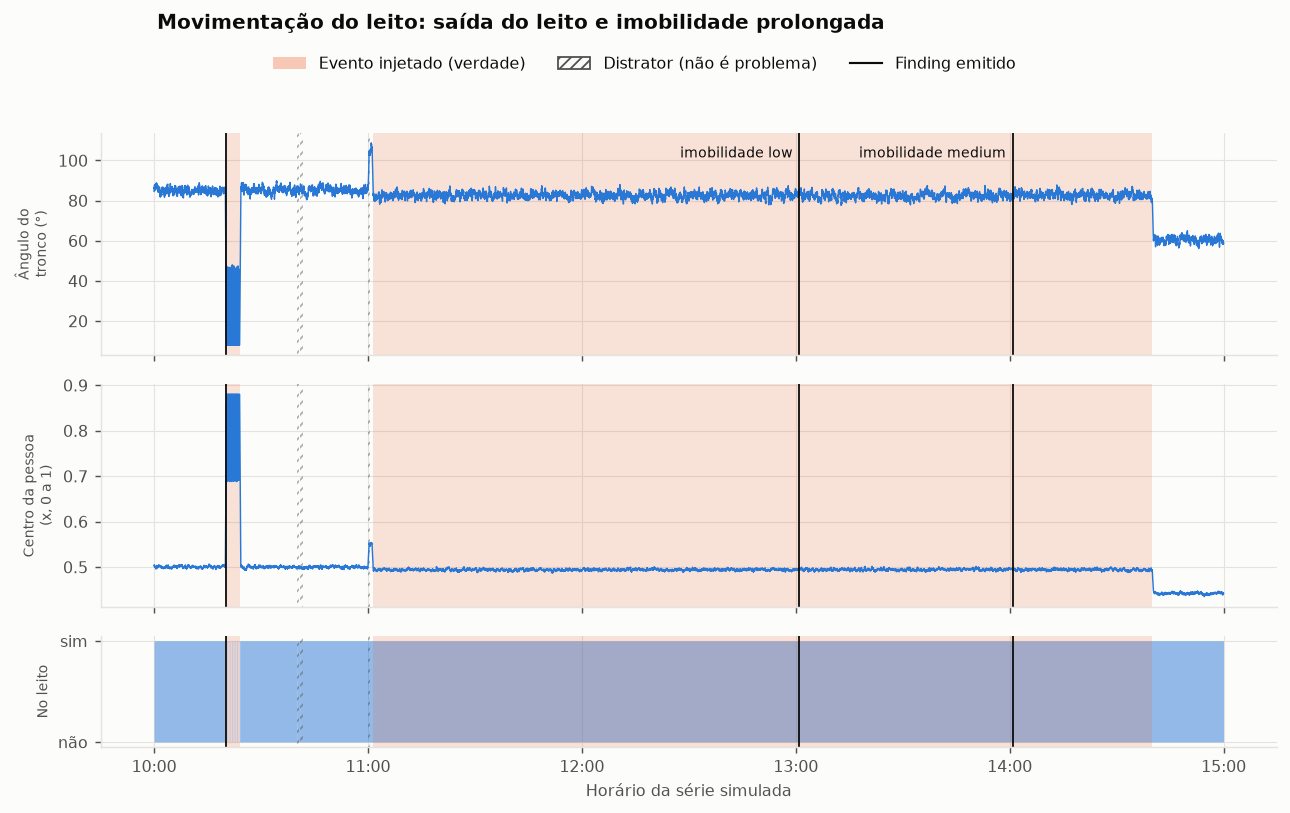 Movimentação do leito: saída do leito e imobilidade prolongada
Evento injetado (verdade)
Distrator (não é problema)
Finding emitido
Ângulo do
tronco (°)
100
80
60
40
20
imobilidade low
imobilidade medium
Centro da pessoa
(x, 0 a 1)
0.9
0.8
0.7
0.6
0.5
No leito
sim
não
10:00
11:00
12:00
13:00
14:00
15:00
Horário da série simulada